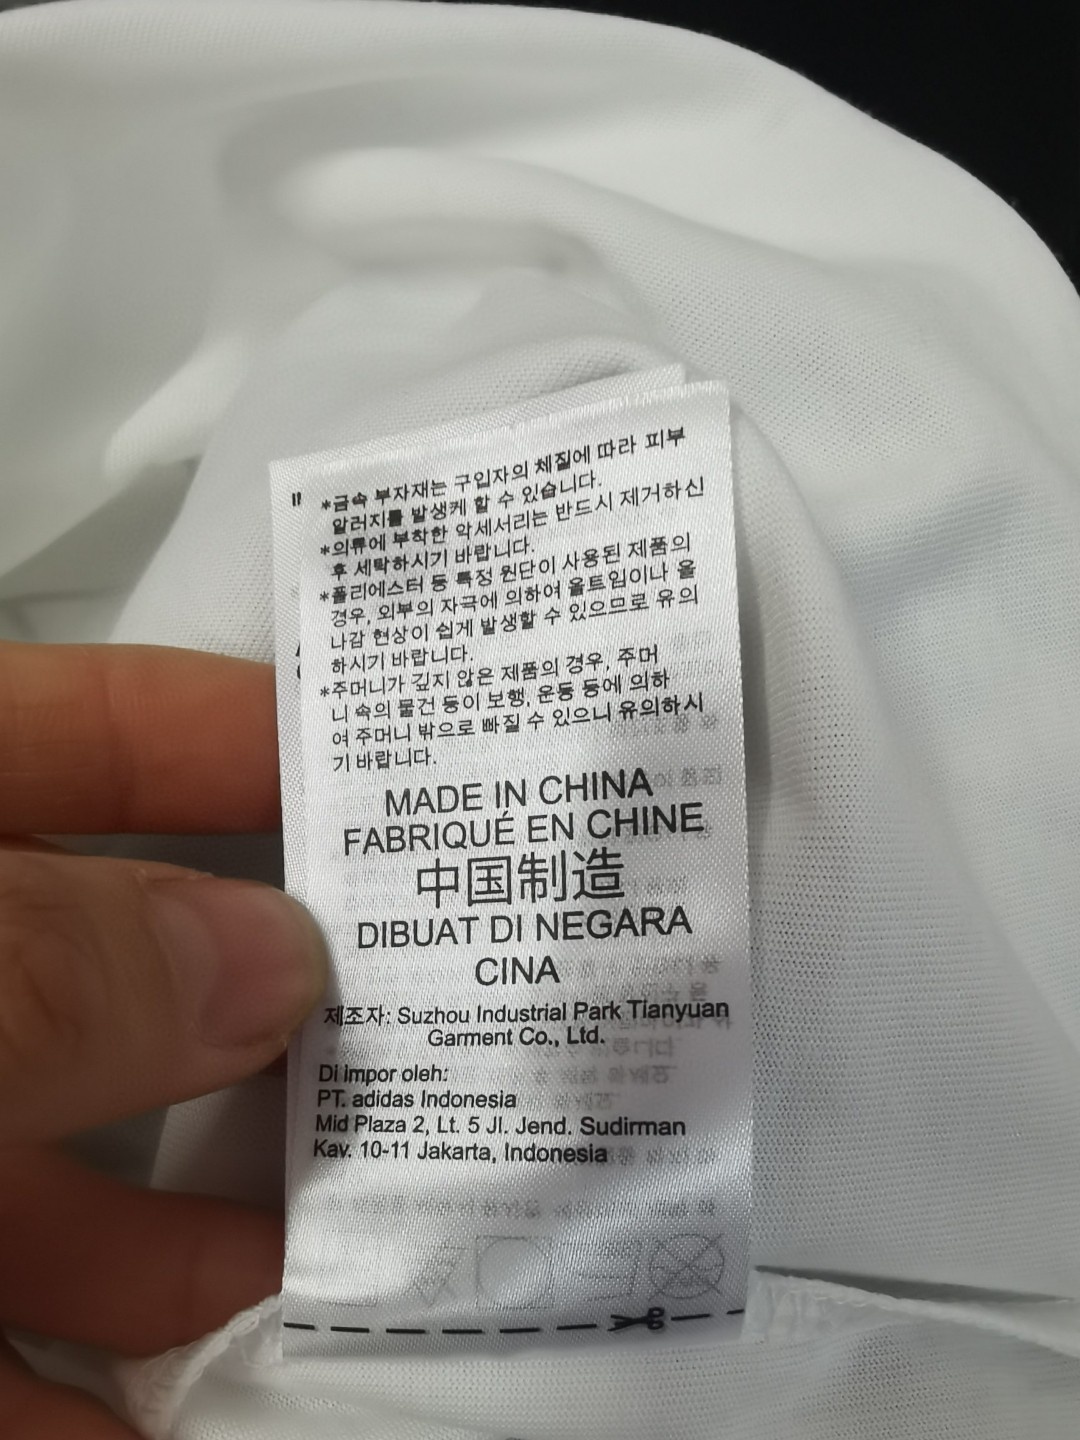 *금속 부자재는 구입자의 체질에 따라 피부
알러지를 발생케 할 수 있습니다.
*의류에 부착한 악세서리는 반드시 제거하신
후 세탁하시기 바랍니다.
*폴리에스터 등 특정 원단이 사용된 제품의
경우, 외부의 자극에 의하여 올트임이나 올
나감 현상이 쉽게 발생할 수 있으므로 유의
하시기 바랍니다.
*주머니가 깊지 않은 제품의 경우, 주머
니 속의 물건 등이 보행, 운동 등에 의하
여 주머니 밖으로 빠질 수 있으니 유의하시
기 바랍니다.
MADE IN CHINA
FABRIQUÉ EN CHINE
中国制造
DIBUAT DI NEGARA
CINA
제조자: Suzhou Industrial Park Tianyuan
Garment Co., Ltd.
Di impor oleh:
PT. adidas Indonesia
Mid Plaza 2, Lt. 5 Jl. Jend. Sudirman
Kav. 10-11 Jakarta, Indonesia